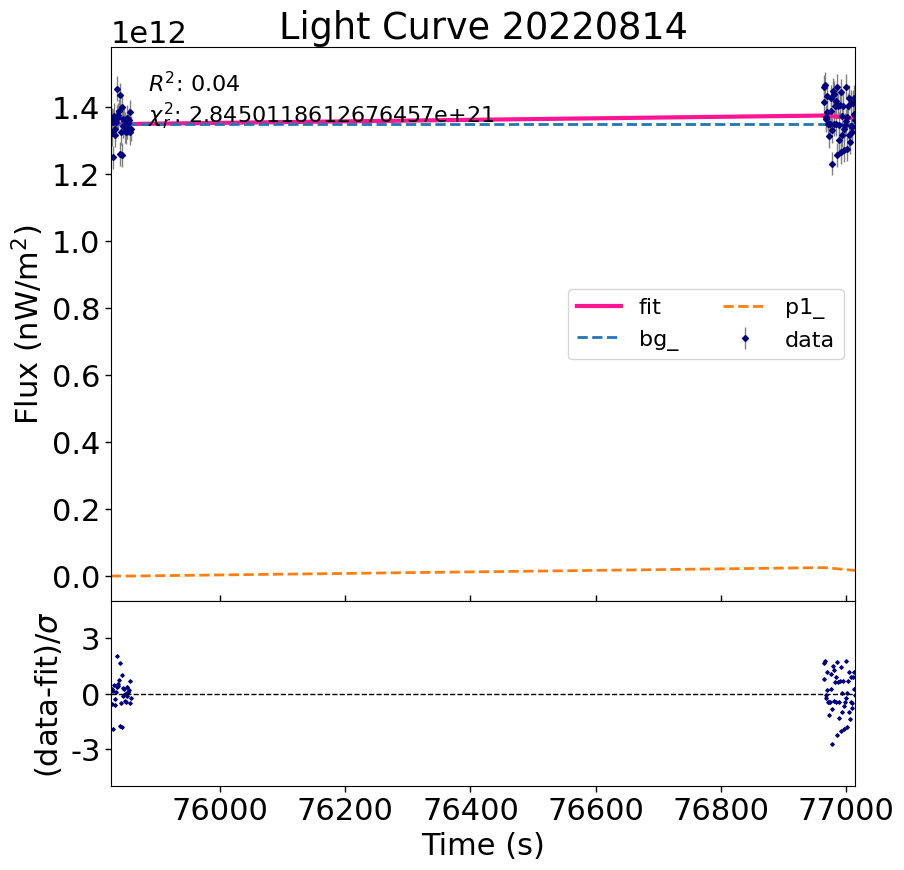 Light Curve 20220814
1e12
R²: 0.04
χ²ᵣ: 2.8450118612676457e+21
1.4
1.2
1.0
0.8
0.6
0.4
0.2
0.0
Flux (nW/m²)
fit
bg_
p1_
data
3
0
-3
(data-fit)/σ
76000 76200 76400 76600 76800 77000
Time (s)